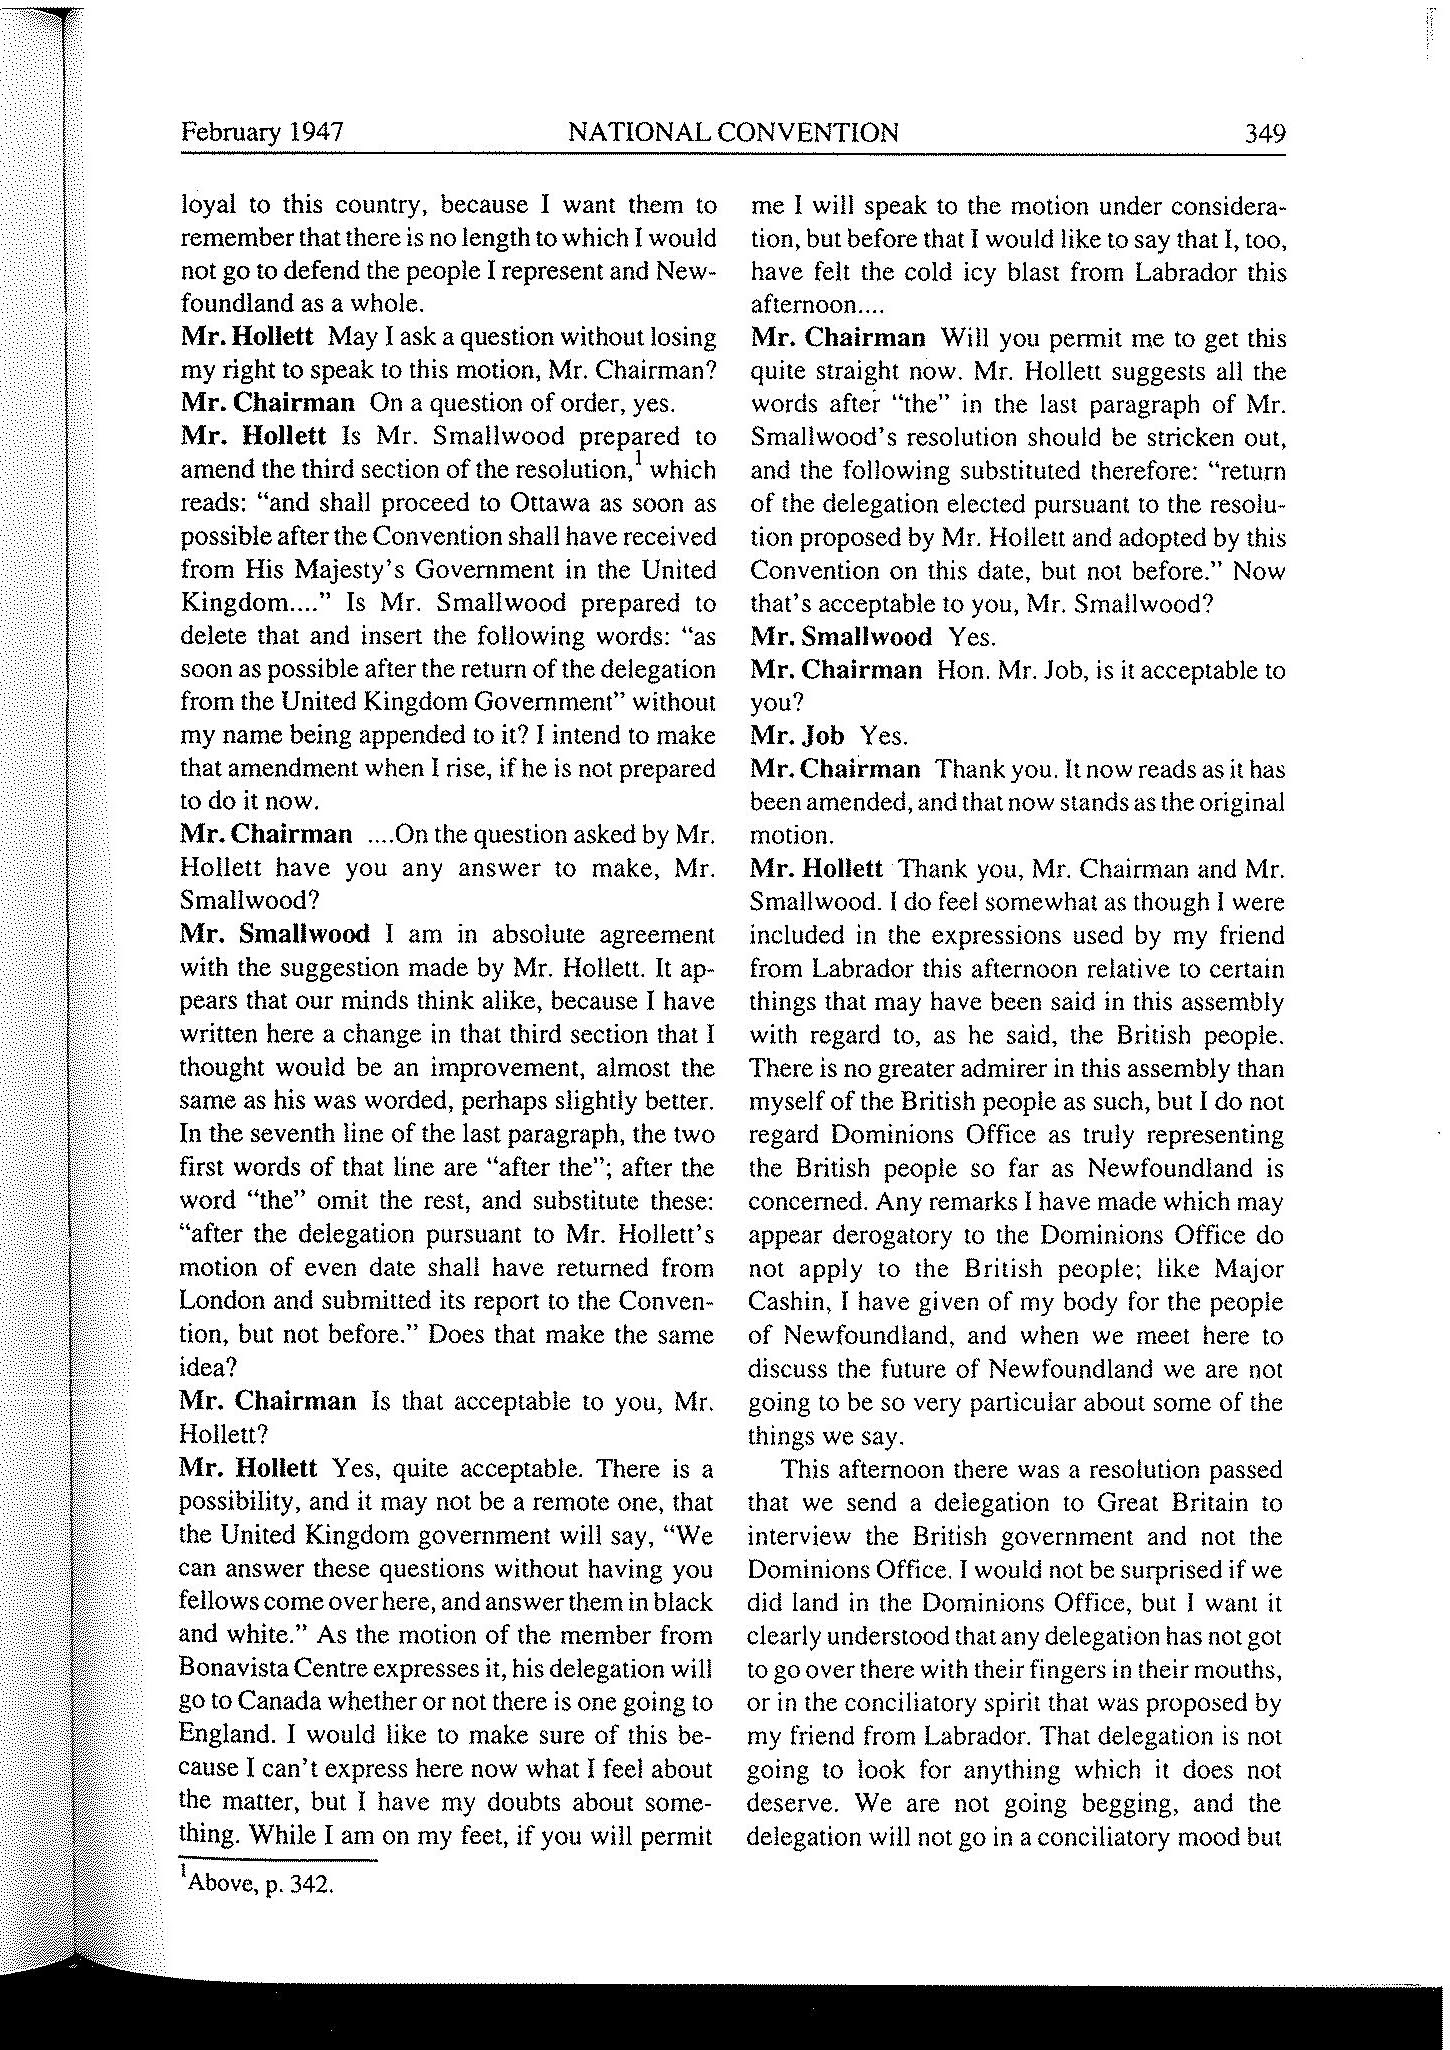 February 1947 NATIONAL CONVENTION 349
loyal to this country, because I want them to
remember that there is no length to which I would
not go to defend the people I represent and New-
foundland as a whole.
Mr. Hollett May I ask a question without losing
my right to speak to this motion, Mr. Chairman?
Mr. Chairman On a question of order, yes.
Mr. Hollett Is Mr. Smallwood prepared to
amend the third section of the resolution,1 which
reads: “and shall proceed to Ottawa as soon as
possible after the Convention shall have received
from His Majesty’s Government in the United
Kingdom....” Is Mr. Smallwood prepared to
delete that and insert the following words: “as
soon as possible after the return of the delegation
from the United Kingdom Government” without
my name being appended to it? I intend to make
that amendment when I rise, if he is not prepared
to do it now.
Mr. Chairman ....On the question asked by Mr.
Hollett have you any answer to make, Mr.
Smallwood?
Mr. Smallwood I am in absolute agreement
with the suggestion made by Mr. Hollett. It ap-
pears that our minds think alike, because I have
written here a change in that third section that I
thought would be an improvement, almost the
same as his was worded, perhaps slightly better.
In the seventh line of the last paragraph, the two
first words of that line are “after the”; after the
word “the” omit the rest, and substitute these:
“after the delegation pursuant to Mr. Hollett’s
motion of even date shall have returned from
London and submitted its report to the Conven-
tion, but not before.” Does that make the same
idea?
Mr. Chairman Is that acceptable to you, Mr.
Hollett?
Mr. Hollett Yes, quite acceptable. There is a
possibility, and it may not be a remote one, that
the United Kingdom government will say, “We
can answer these questions without having you
fellows come over here, and answer them in black
and white.” As the motion of the member from
Bonavista Centre expresses it, his delegation will
go to Canada whether or not there is one going to
England. I would like to make sure of this be-
cause I can’t express here now what I feel about
the matter, but I have my doubts about some-
thing. While I am on my feet, if you will permit
1Above, p. 342.
me I will speak to the motion under considera-
tion, but before that I would like to say that I, too,
have felt the cold icy blast from Labrador this
afternoon....
Mr. Chairman Will you permit me to get this
quite straight now. Mr. Hollett suggests all the
words after “the” in the last paragraph of Mr.
Smallwood’s resolution should be stricken out,
and the following substituted therefore: “return
of the delegation elected pursuant to the resolu-
tion proposed by Mr. Hollett and adopted by this
Convention on this date, but not before.” Now
that’s acceptable to you, Mr. Smallwood?
Mr. Smallwood Yes.
Mr. Chairman Hon. Mr. Job, is it acceptable to
you?
Mr. Job Yes.
Mr. Chairman Thank you. It now reads as it has
been amended, and that now stands as the original
motion.
Mr. Hollett Thank you, Mr. Chairman and Mr.
Smallwood. I do feel somewhat as though I were
included in the expressions used by my friend
from Labrador this afternoon relative to certain
things that may have been said in this assembly
with regard to, as he said, the British people.
There is no greater admirer in this assembly than
myself of the British people as such, but I do not
regard Dominions Office as truly representing
the British people so far as Newfoundland is
concerned. Any remarks I have made which may
appear derogatory to the Dominions Office do
not apply to the British people; like Major
Cashin, I have given of my body for the people
of Newfoundland, and when we meet here to
discuss the future of Newfoundland we are not
going to be so very particular about some of the
things we say.
This afternoon there was a resolution passed
that we send a delegation to Great Britain to
interview the British government and not the
Dominions Office. I would not be surprised if we
did land in the Dominions Office, but I want it
clearly understood that any delegation has not got
to go over there with their fingers in their mouths,
or in the conciliatory spirit that was proposed by
my friend from Labrador. That delegation is not
going to look for anything which it does not
deserve. We are not going begging, and the
delegation will not go in a conciliatory mood but